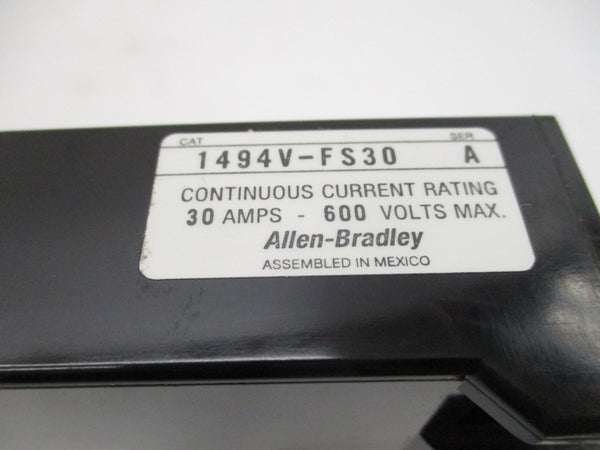 CAT SER
1494V-FS30 A
CONTINUOUS CURRENT RATING
30 AMPS - 600 VOLTS MAX.
Allen-Bradley
ASSEMBLED IN MEXICO